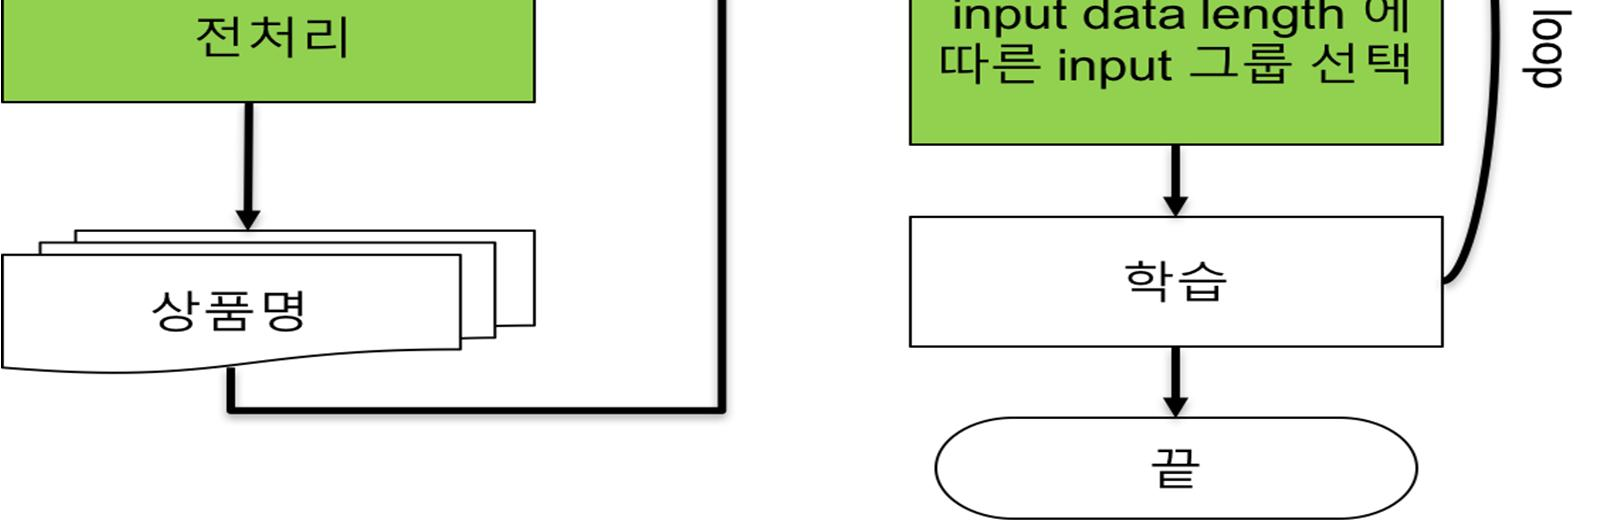 전처리
상품명
input data length 에
따른 input 그룹 선택
학습
끝
loop